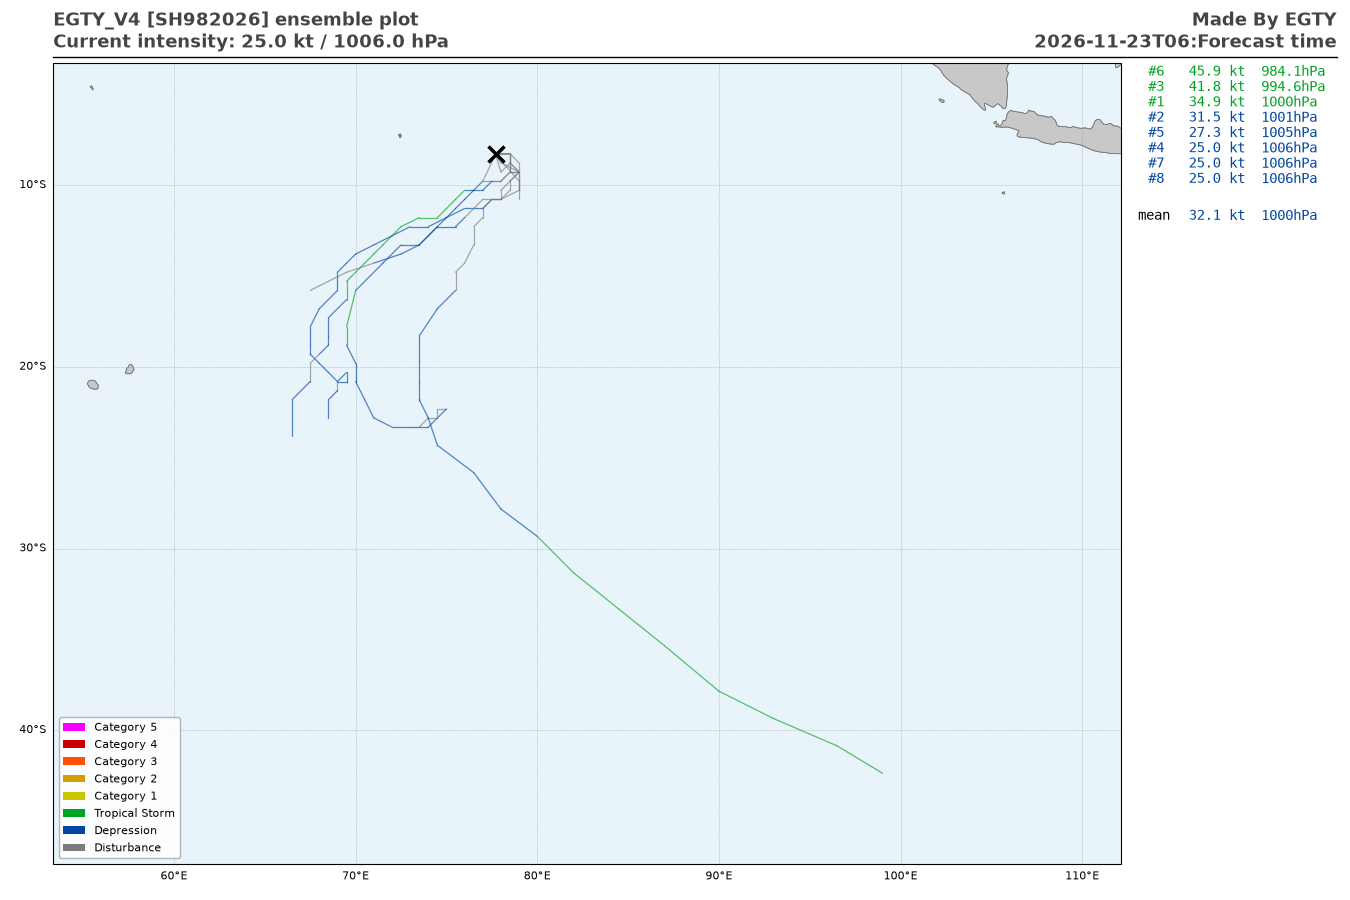 EGTY_V4 [SH982026] ensemble plot
Current intensity: 25.0 kt / 1006.0 hPa
Made By EGTY
2026-11-23T06:Forecast time
#6 45.9 kt 984.1hPa
#3 41.8 kt 994.6hPa
#1 34.9 kt 1000hPa
#2 31.5 kt 1001hPa
#5 27.3 kt 1005hPa
#4 25.0 kt 1006hPa
#7 25.0 kt 1006hPa
#8 25.0 kt 1006hPa
mean 32.1 kt 1000hPa
10°S
20°S
30°S
40°S
Category 5
Category 4
Category 3
Category 2
Category 1
Tropical Storm
Depression
Disturbance
60°E
70°E
80°E
90°E
100°E
110°E